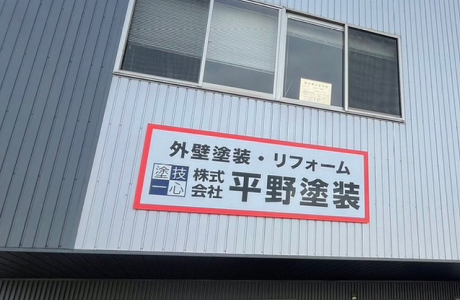 外壁塗装・リフォーム
塗技一心
株式会社
平野塗装